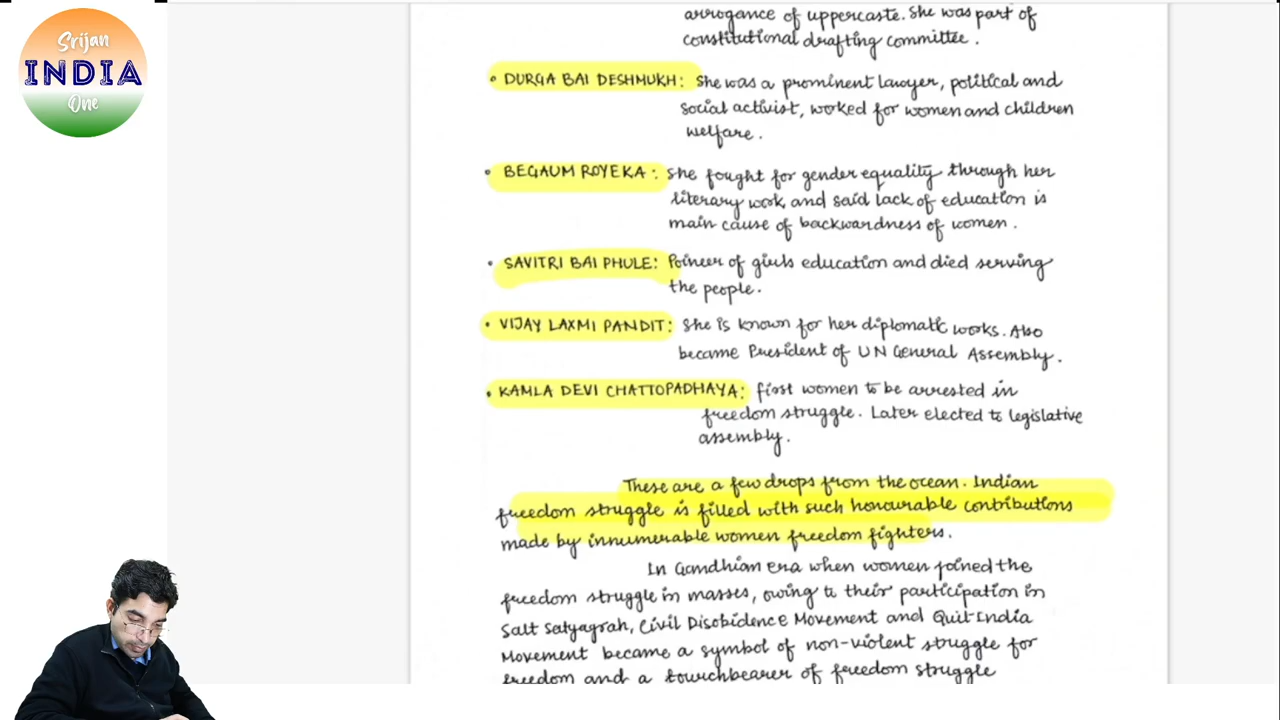 Srijan
INDIA
One
arrogance of uppercaste. She was part of
constitutional drafting committee.
• DURGA BAI DESHMUKH: She was a prominent lawyer, political and
social activist, worked for women and children
welfare.
• BEGAUM ROYEKA: She fought for gender equality through her
literary work and said lack of education is
main cause of backwardness of women.
• SAVITRI BAI PHULE: Poineer of girls education and died serving
the people.
• VIJAY LAXMI PANDIT: She is known for her diplomatic works. Also
became President of UN General Assembly.
• KAMLA DEVI CHATTOPADHAYA: first women to be arrested in
freedom struggle. Later elected to legislative
assembly.
These are a few drops from the ocean. Indian
freedom struggle is filled with such honourable contributions
made by innumerable women freedom fighters.
In Gandhian era when women joined the
freedom struggle in masses, owing to their participation in
Salt Satyagrah, Civil Disobidence Movement and Quit India
Movement became a symbol of non-violent struggle for
freedom and a tourchbearer of freedom struggle